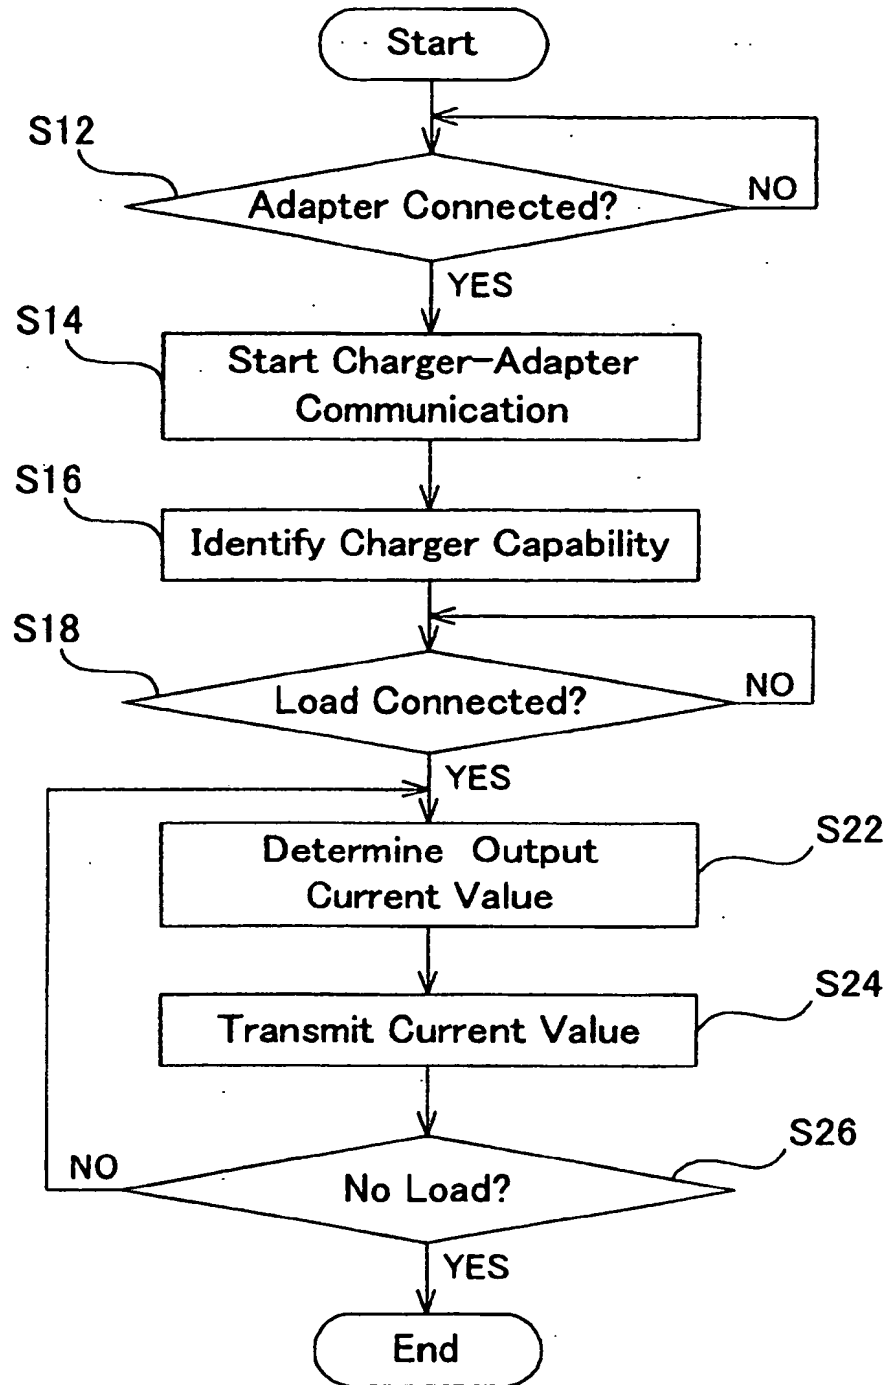 Start
S12
Adapter Connected?
NO
YES
S14
Start Charger-Adapter
Communication
S16
Identify Charger Capability
S18
Load Connected?
NO
YES
S22
Determine Output
Current Value
S24
Transmit Current Value
S26
No Load?
NO
YES
End